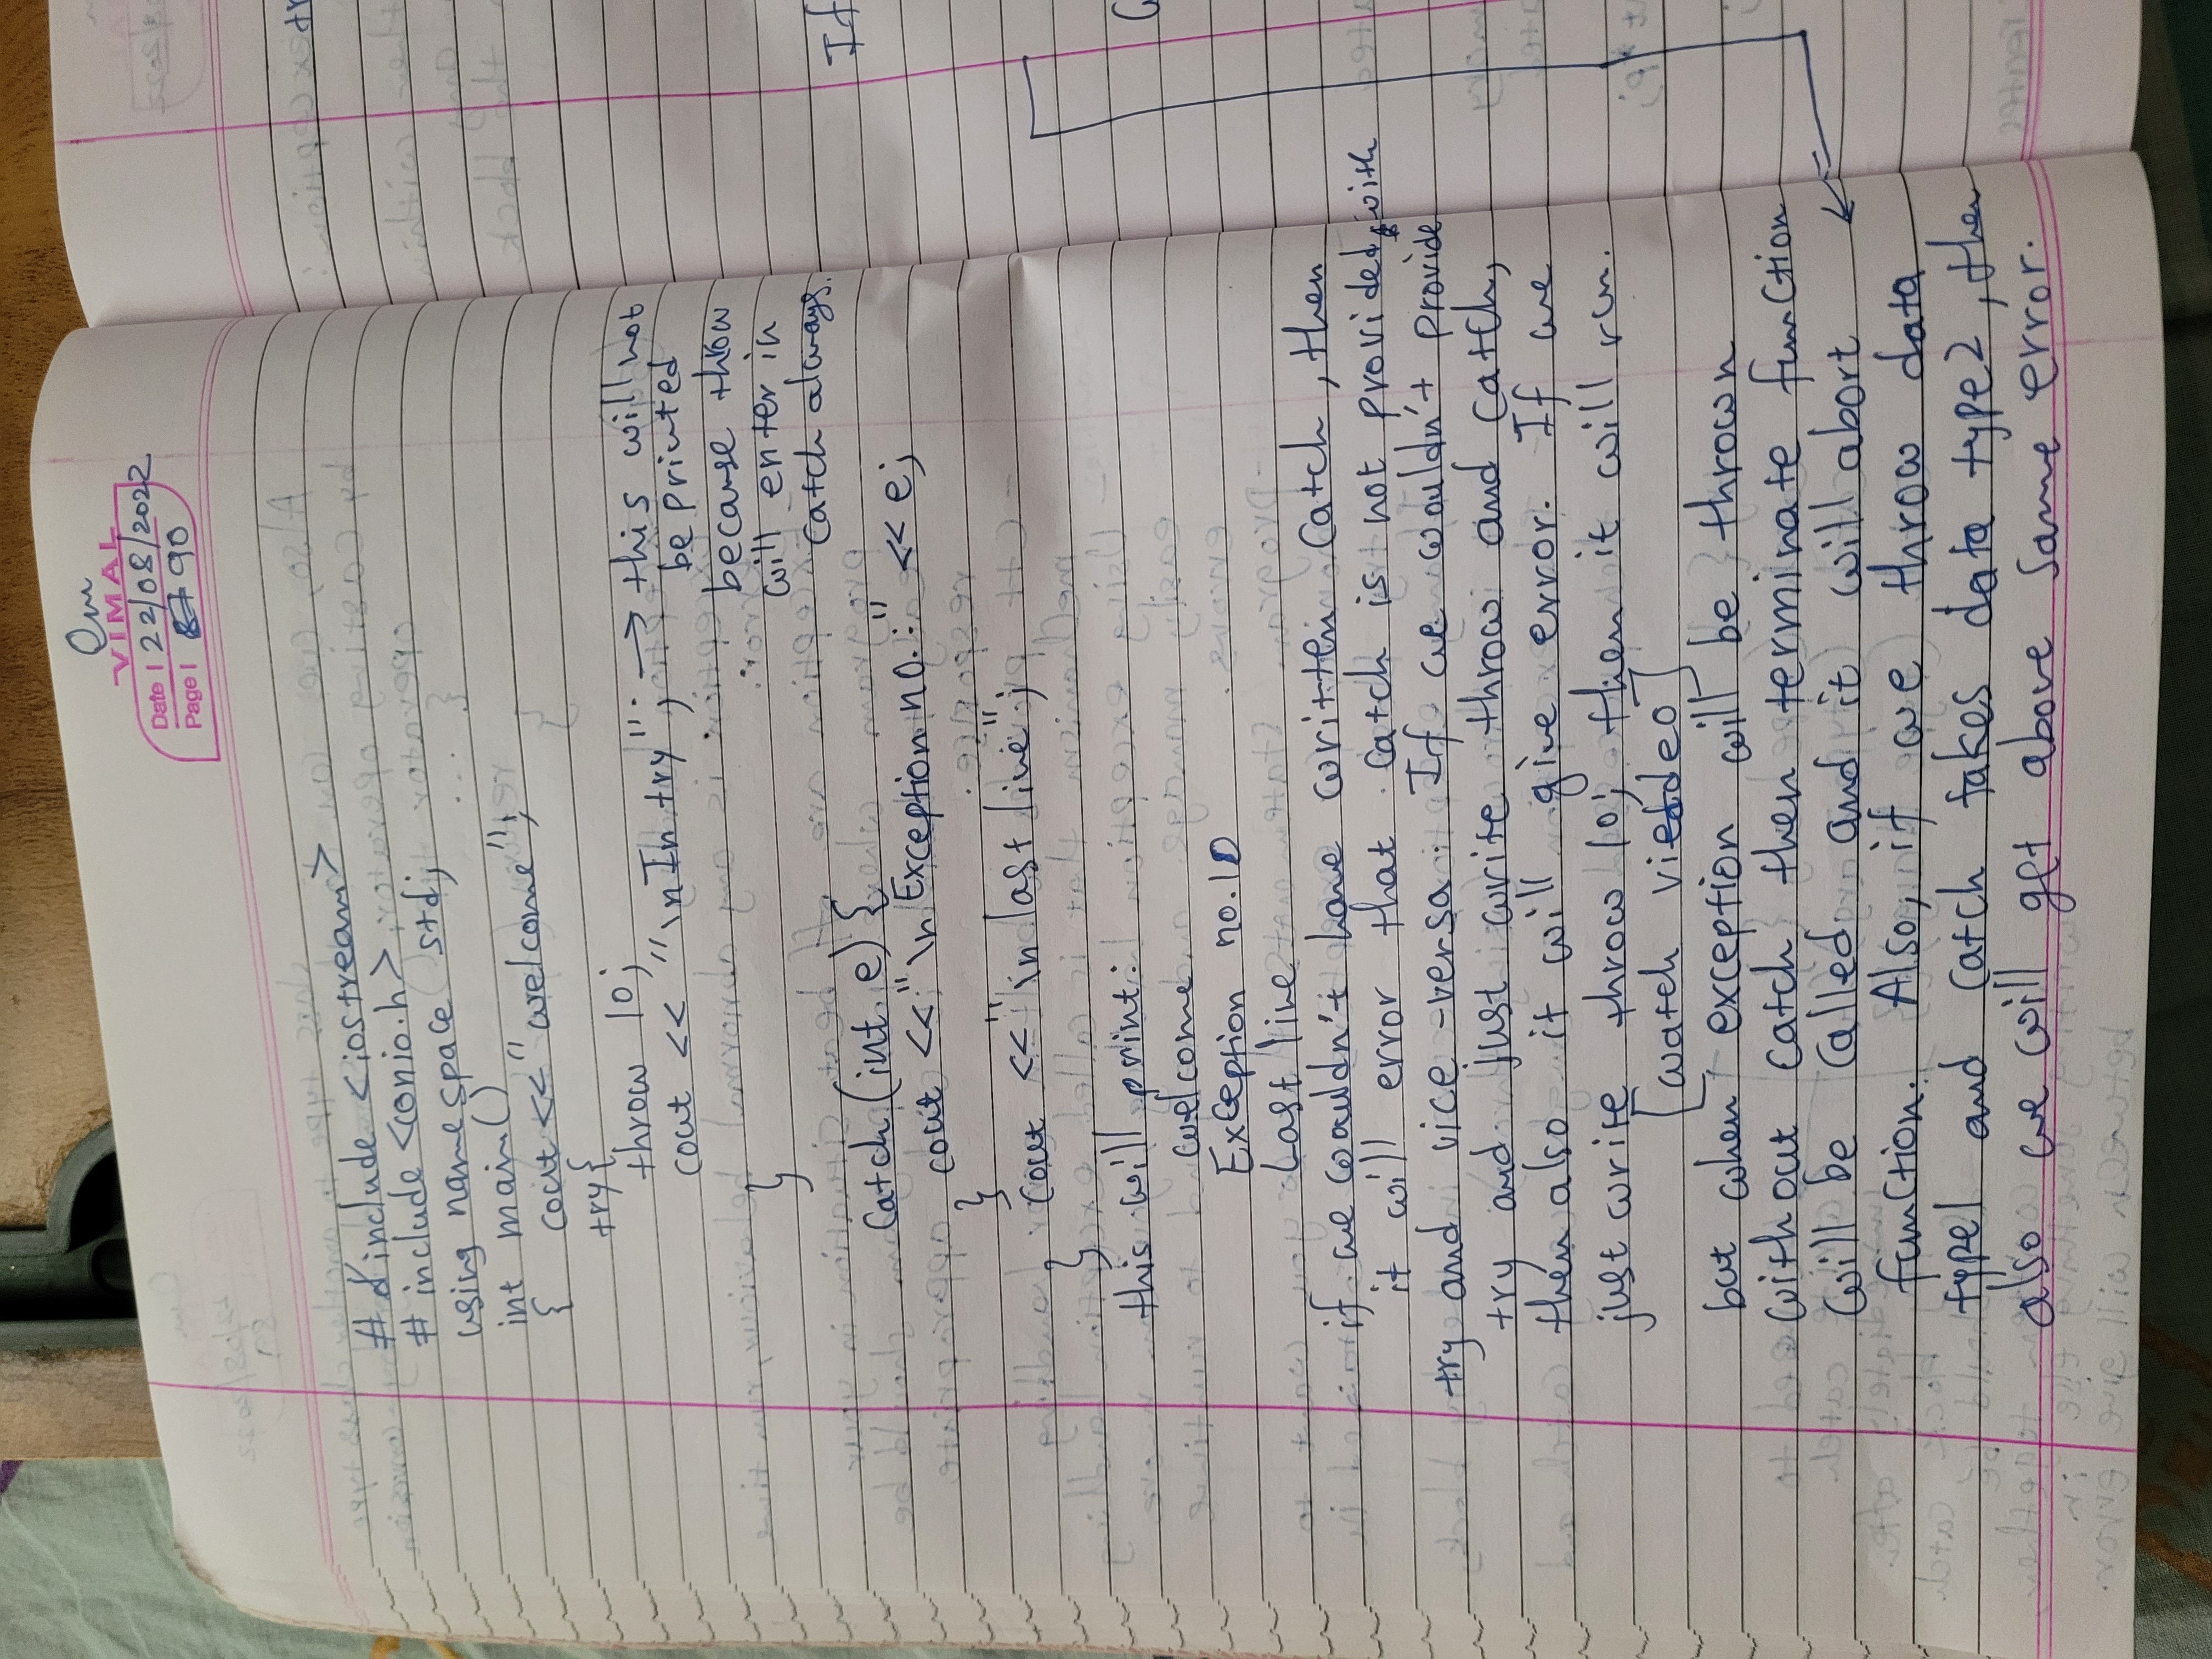 Om
VIMAL
Date 22/08/2022
Page 90
# include <iostream>
# include <conio.h>
using namespace std;
int main()
{ cout << "welcome";
try{
throw 10;
cout << "\n In try"; → this will not
be printed
because throw
will enter in
catch always.
}
catch (int e) {
cout << "\n Exception no. :" << e;
}
cout << "\n last line";
}
this will print:
welcome
Exception no. 10
Last line
if we wouldn't have written catch, then
it will error that catch is not provided with
try and vice-versa. If we wouldn't provide
try and just write throw and catch,
then also it will give error. If we
just write throw 10; then it will run.
[watch video]
but when exception will be thrown
without catch then terminate function
will be called and it will abort
function. Also, if we throw data
type1 and catch takes data type2, then
also we will get above same error.
If